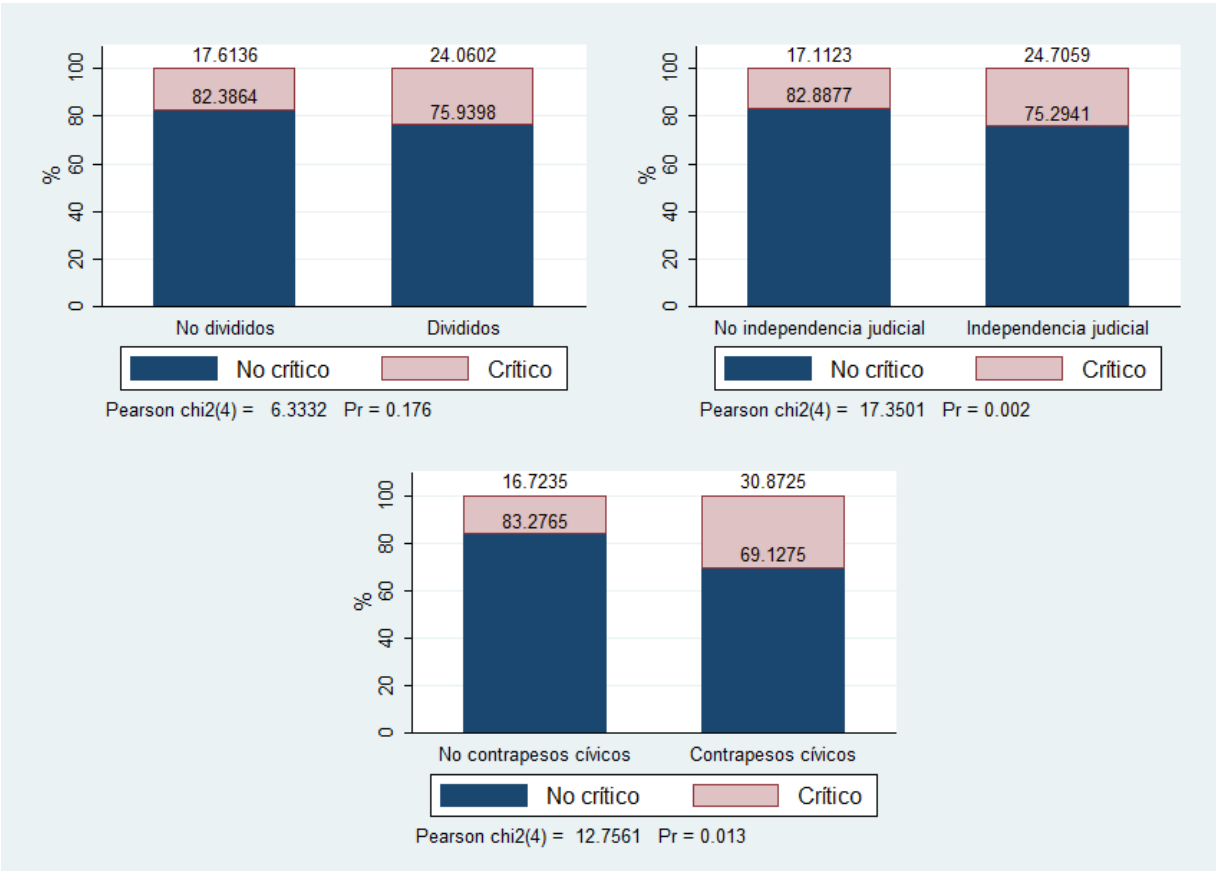 17.6136 24.0602
82.3864 75.9398
%
0 20 40 60 80 100
No divididos Divididos
No crítico Crítico
Pearson chi2(4) = 6.3332 Pr = 0.176
17.1123 24.7059
82.8877 75.2941
%
0 20 40 60 80 100
No independencia judicial Independencia judicial
No crítico Crítico
Pearson chi2(4) = 17.3501 Pr = 0.002
16.7235 30.8725
83.2765 69.1275
%
0 20 40 60 80 100
No contrapesos cívicos Contrapesos cívicos
No crítico Crítico
Pearson chi2(4) = 12.7561 Pr = 0.013